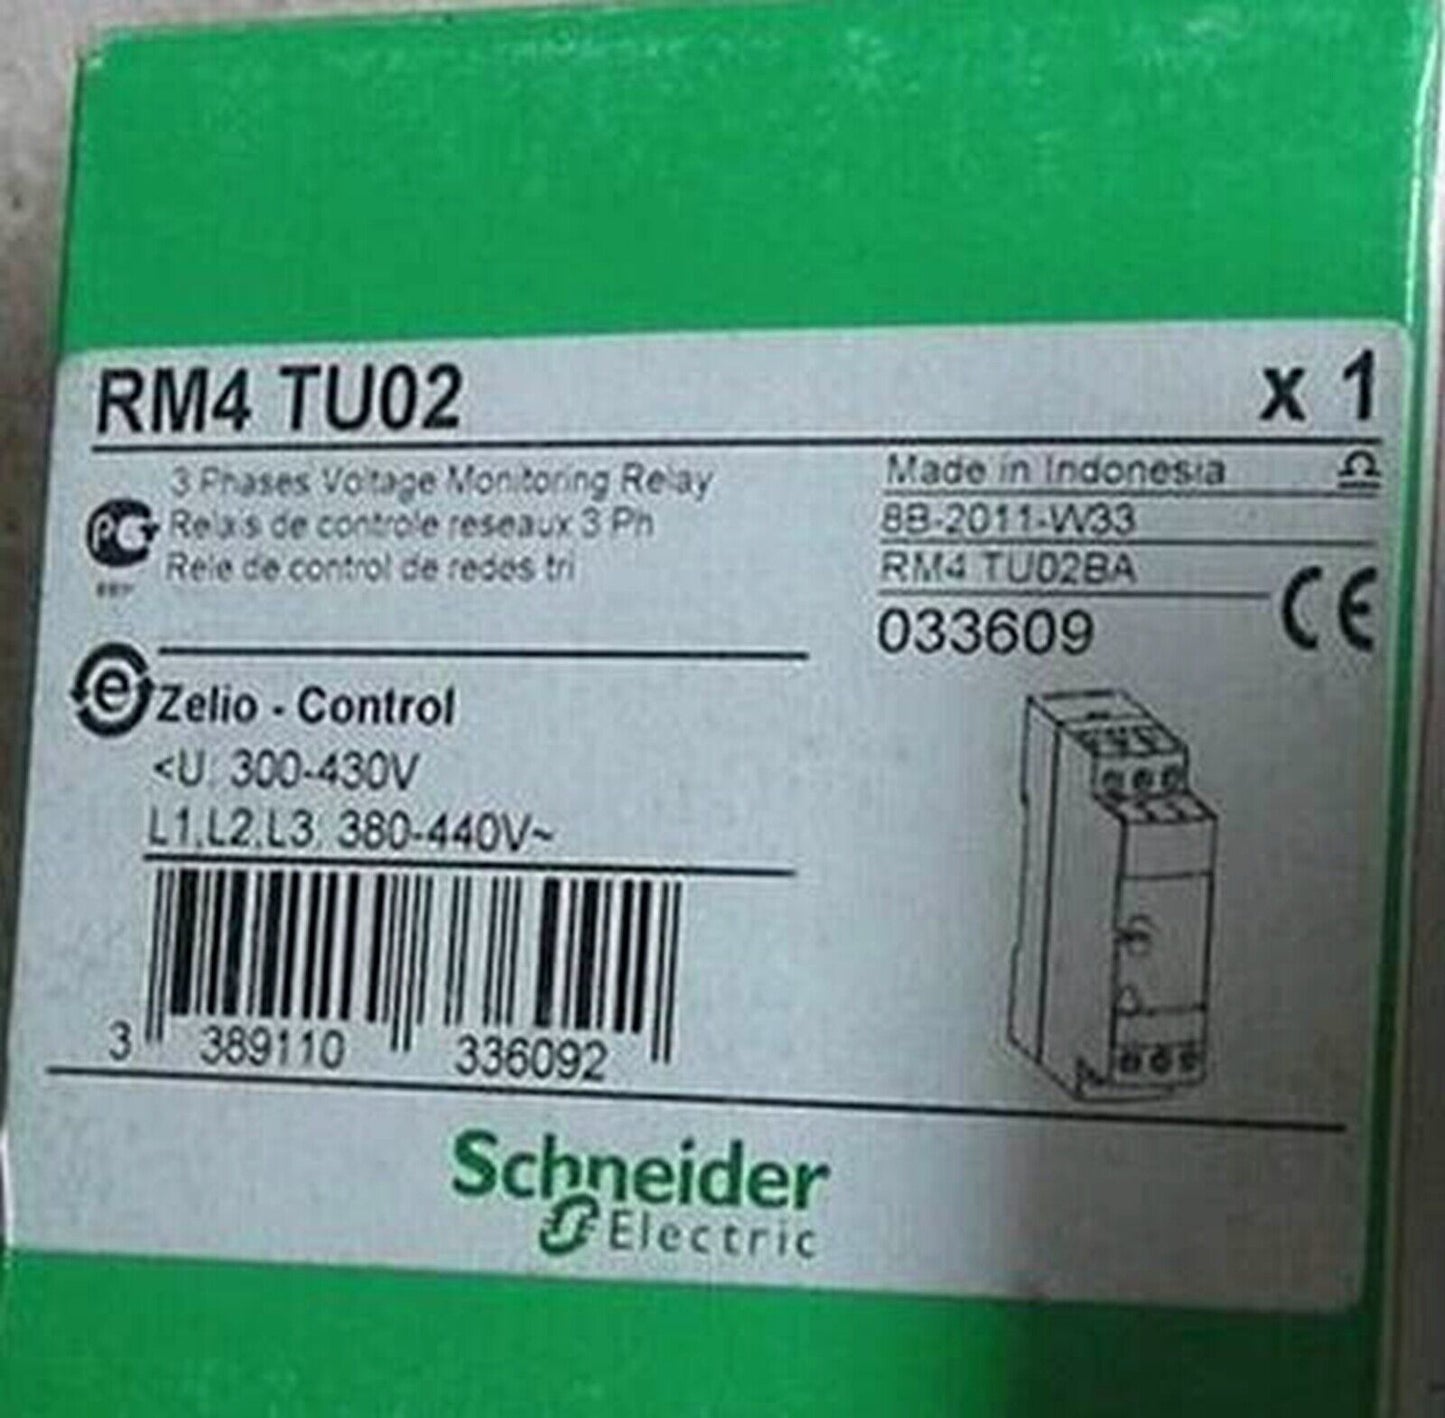 RM4 TU02 x 1
3 Phases Voltage Monitoring Relay
Relais de controle reseaux 3 Ph
Rele de control de redes tri
Made in Indonesia
8B-2011-W33
RM4 TU02BA
033609
CE
Zelio - Control
<U: 300-430V
L1,L2,L3: 380-440V~
3 389110 336092
Schneider
Electric